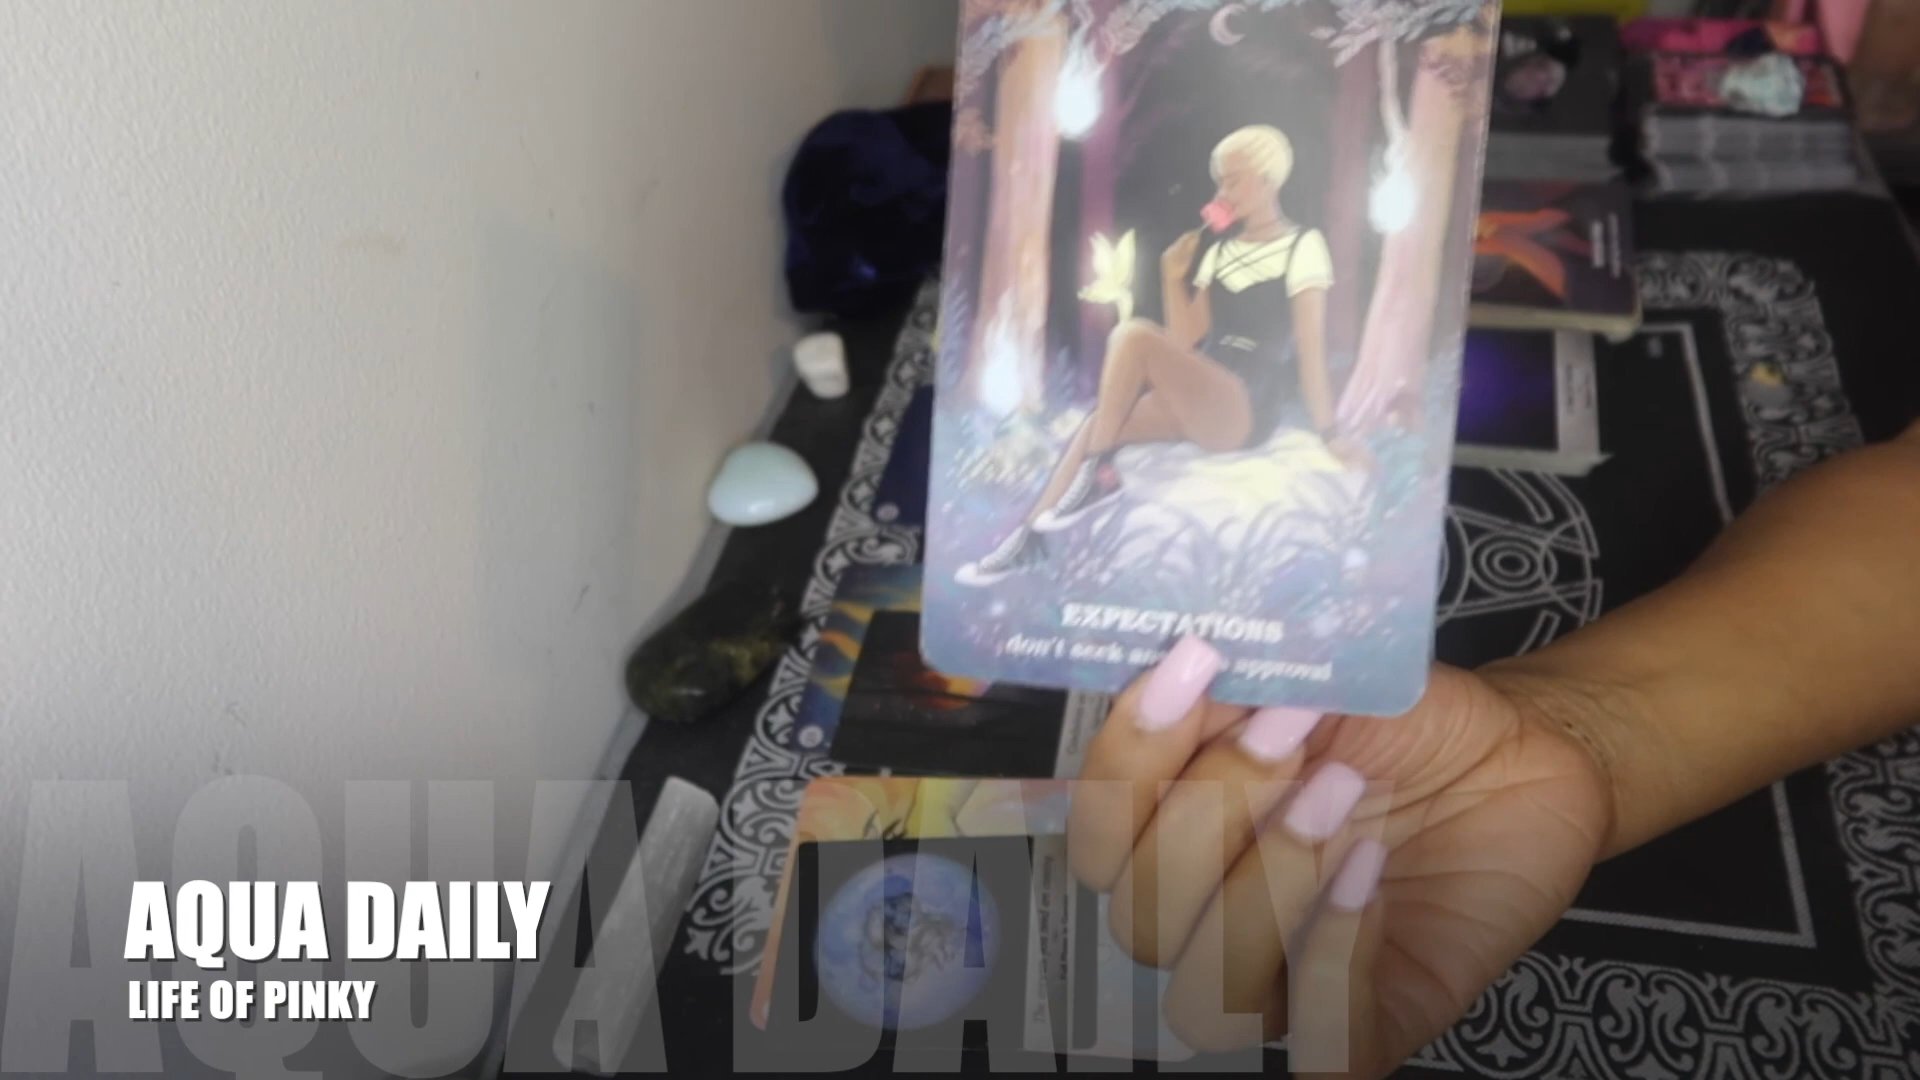 EXPECTATIONS
don't seek approval
AQUA DAILY
AQUA DAILY
LIFE OF PINKY